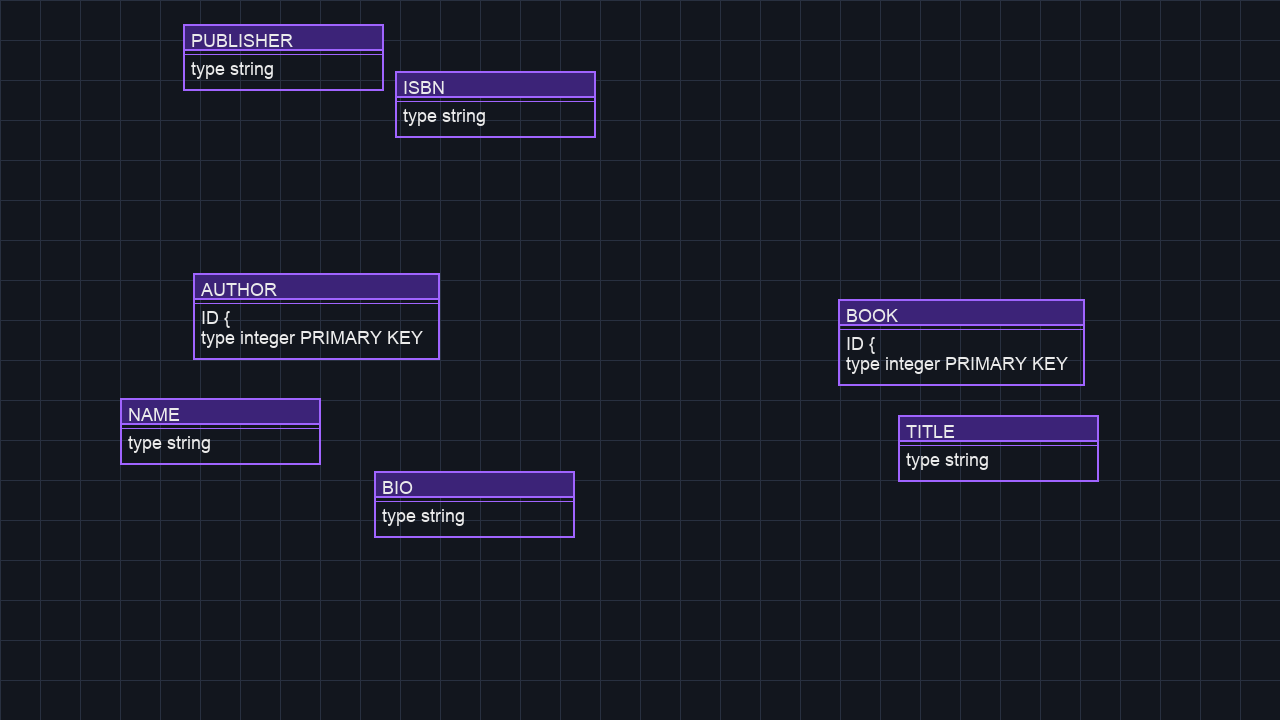 PUBLISHER
type string
ISBN
type string
AUTHOR
ID {
type integer PRIMARY KEY
BOOK
ID {
type integer PRIMARY KEY
NAME
type string
TITLE
type string
BIO
type string